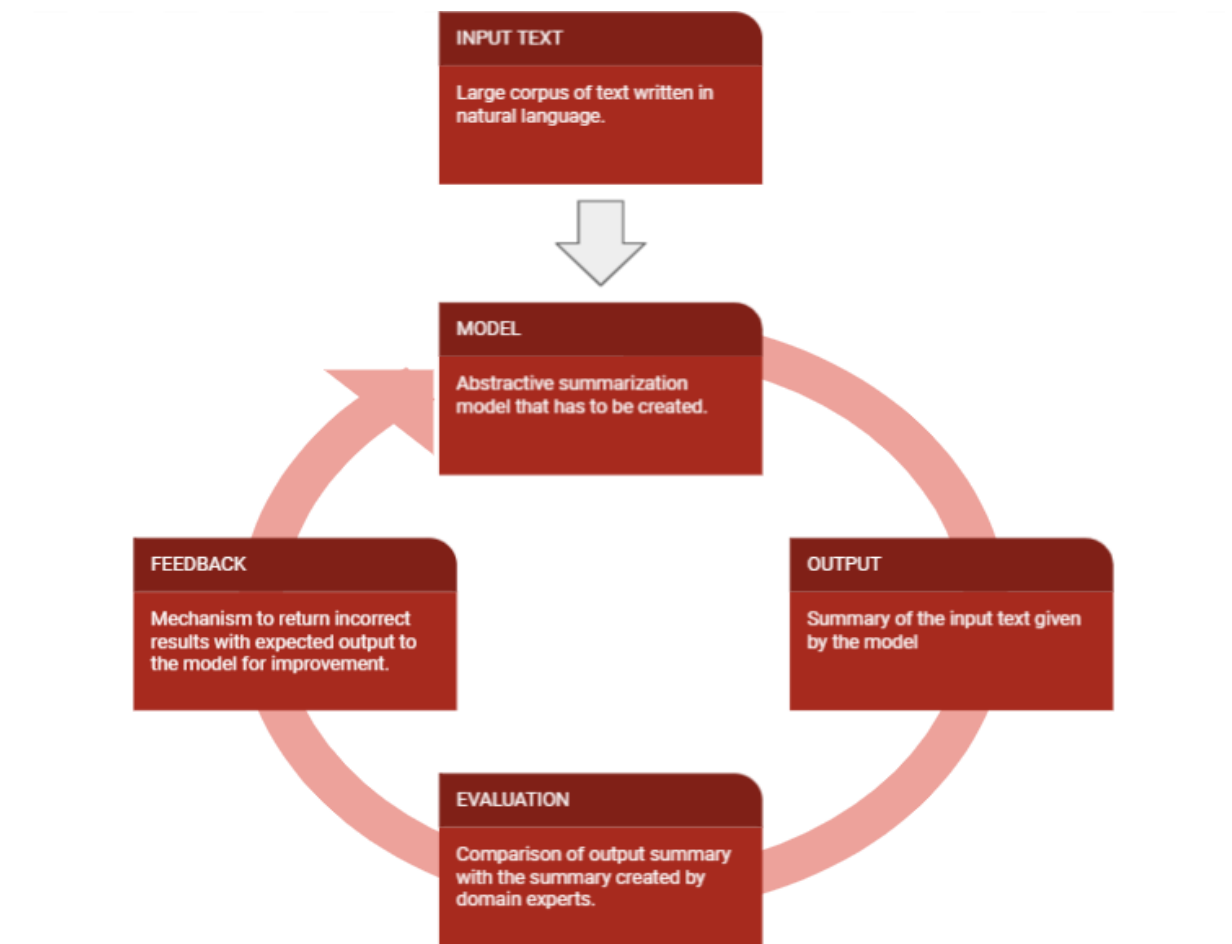 INPUT TEXT
Large corpus of text written in
natural language.
MODEL
Abstractive summarization
model that has to be created.
FEEDBACK
Mechanism to return incorrect
results with expected output to
the model for improvement.
OUTPUT
Summary of the input text given
by the model
EVALUATION
Comparison of output summary
with the summary created by
domain experts.